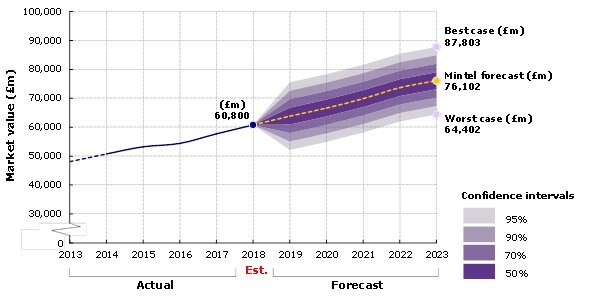 100,000
90,000
80,000
70,000
60,000
50,000
40,000
30,000
0
Market value (£m)
(£m)
60,800
Best case (£m)
87,803
Mintel forecast (£m)
76,102
Worst case (£m)
64,402
2013 2014 2015 2016 2017 2018 2019 2020 2021 2022 2023
Actual
Est.
Forecast
Confidence intervals
95%
90%
70%
50%